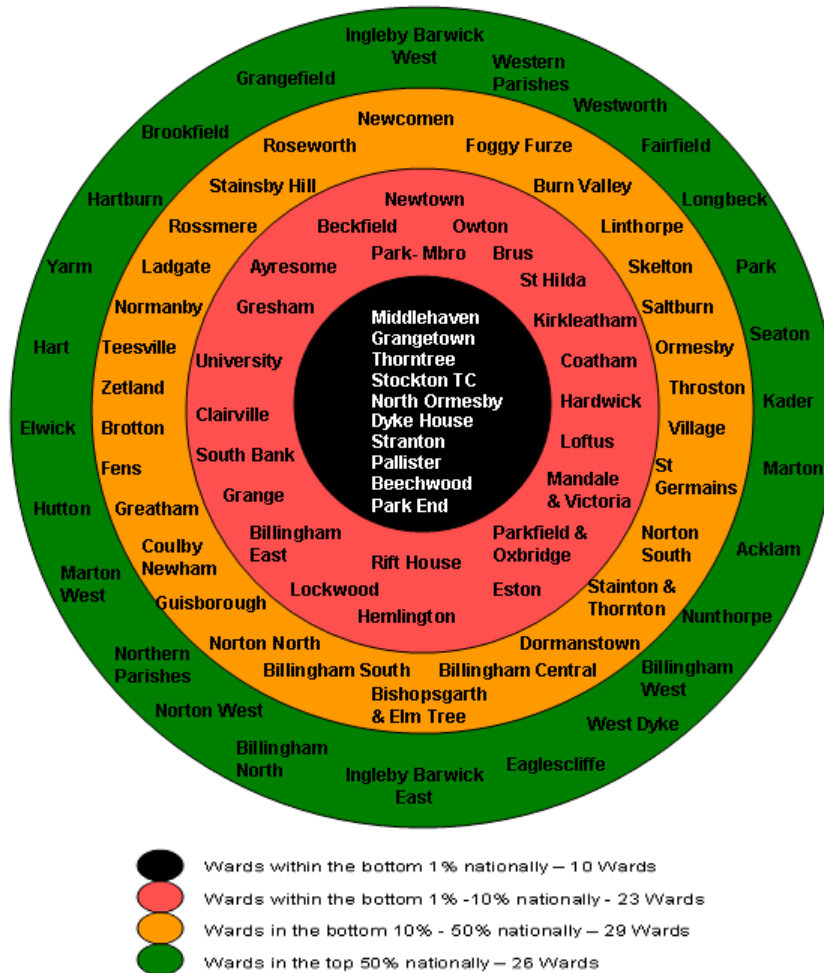 Ingleby Barwick
West
Western
Parishes
Grangefield
Westworth
Brookfield
Fairfield
Hartburn
Longbeck
Yarm
Park
Hart
Seaton
Elwick
Kader
Marton
Hutton
Acklam
Marton
West
Nunthorpe
Northern
Parishes
Billingham
West
Norton West
West Dyke
Billingham
North
Eaglescliffe
Ingleby Barwick
East
Newcomen
Roseworth
Foggy Furze
Stainsby Hill
Burn Valley
Rossmere
Linthorpe
Ladgate
Skelton
Normanby
Saltburn
Teesville
Ormesby
Zetland
Throston
Brotton
Village
Fens
St
Germains
Greatham
Norton
South
Coulby
Newham
Stainton &
Thornton
Guisborough
Dormanstown
Norton North
Billingham South
Billingham Central
Bishopsgarth
& Elm Tree
Newtown
Beckfield
Owton
Park- Mbro
Brus
Ayresome
St Hilda
Gresham
Kirkleatham
University
Coatham
Clairville
Hardwick
South Bank
Loftus
Grange
Mandale
& Victoria
Billingham
East
Parkfield &
Oxbridge
Rift House
Lockwood
Eston
Hemlington
Middlehaven
Grangetown
Thorntree
Stockton TC
North Ormesby
Dyke House
Stranton
Pallister
Beechwood
Park End
Wards within the bottom 1% nationally – 10 Wards
Wards within the bottom 1% -10% nationally - 23 Wards
Wards in the bottom 10% - 50% nationally – 29 Wards
Wards in the top 50% nationally – 26 Wards